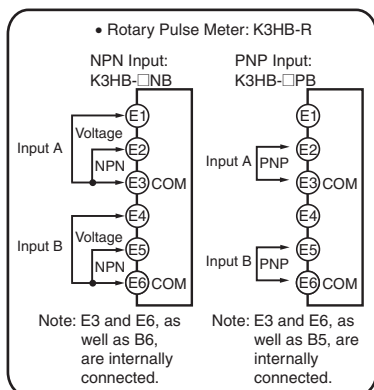 • Rotary Pulse Meter: K3HB-R
NPN Input:
K3HB-□NB
E1
Voltage
Input A
E2
NPN
E3 COM
E4
Voltage
Input B
E5
NPN
E6 COM
Note: E3 and E6, as
well as B6,
are internally
connected.
PNP Input:
K3HB-□PB
E1
E2
Input A PNP
E3 COM
E4
E5
Input B PNP
E6 COM
Note: E3 and E6, as
well as B5, are
internally
connected.